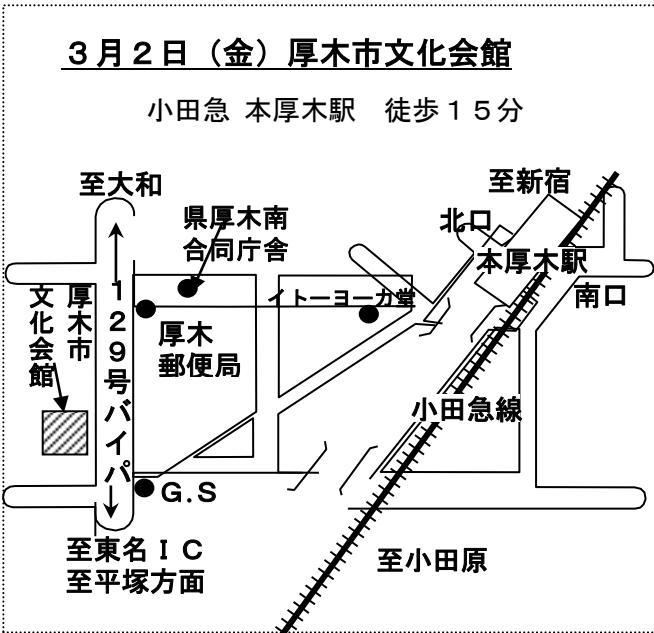 ３月２日（金）厚木市文化会館
小田急 本厚木駅　徒歩１５分
至大和
至新宿
県厚木南
合同庁舎
北口
本厚木駅
南口
イトーヨーカ堂
厚木市
文化会館
１２９号バイパ
厚木
郵便局
小田急線
G.S
至東名ＩＣ
至平塚方面
至小田原